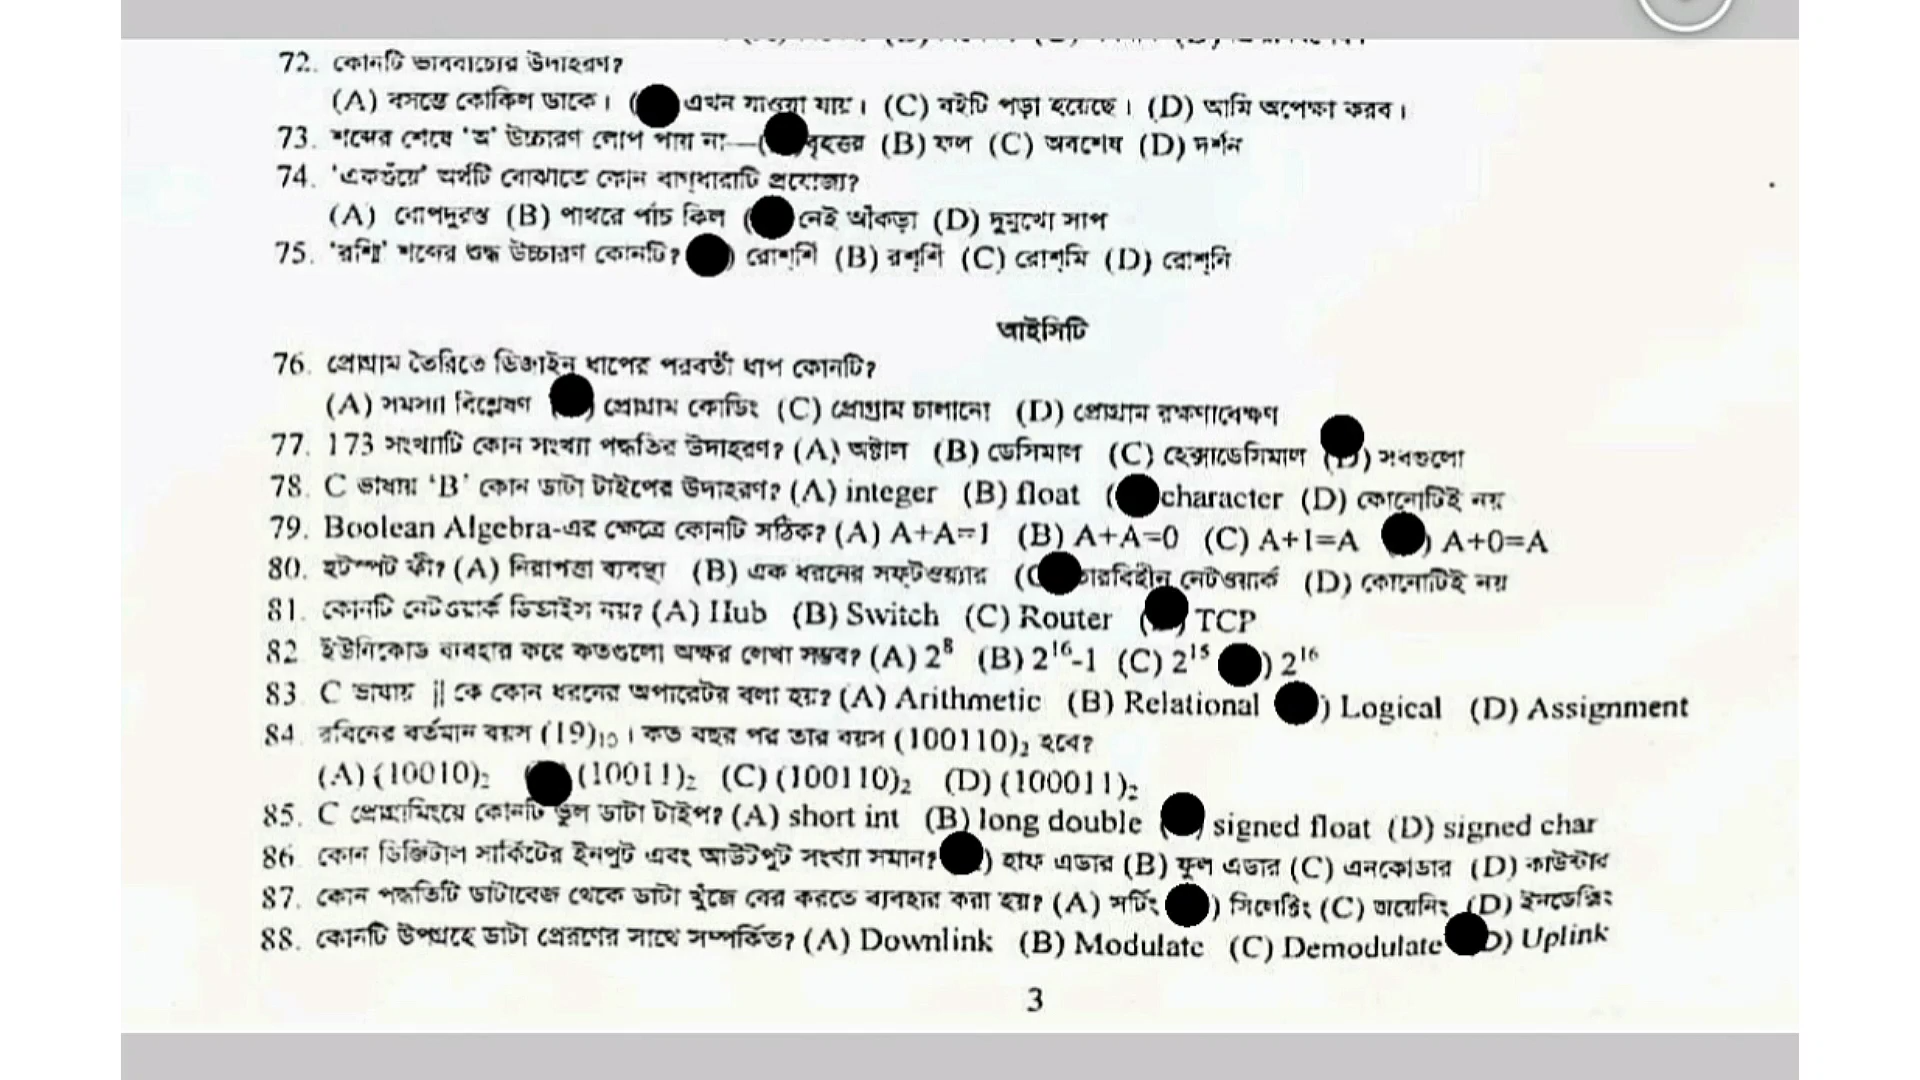 72. কোনটি ভাববাচ্যের উদাহরণ?
(A) বসন্তে কোকিল ডাকে। ( এখন যাওয়া যায়। (C) বইটি পড়া হয়েছে। (D) আমি অপেক্ষা করব।
73. শব্দের শেষে 'অ' উচ্চারণ লোপ পায় না—( বৃহত্তর (B) ফল (C) অবশেষ (D) দর্শন
74. 'একগুঁয়ে' অর্থটি বোঝাতে কোন বাগ্‌ধারাটি প্রযোজ্য?
(A) ধোপদুরস্ত (B) পাথরে পাঁচ কিল ( নেই আঁকড়া (D) দুমুখো সাপ
75. 'রশ্মি' শব্দের শুদ্ধ উচ্চারণ কোনটি? ) রোশ্‌শিঁ (B) রশ্‌শিঁ (C) রোশ্‌মি (D) রোশ্‌নি
আইসিটি
76. প্রোগ্রাম তৈরিতে ডিজাইন ধাপের পরবর্তী ধাপ কোনটি?
(A) সমস্যা বিশ্লেষণ ) প্রোগ্রাম কোডিং (C) প্রোগ্রাম চালানো (D) প্রোগ্রাম রক্ষণাবেক্ষণ
77. 173 সংখ্যাটি কোন সংখ্যা পদ্ধতির উদাহরণ? (A) অক্টাল (B) ডেসিমাল (C) হেক্সাডেসিমাল (D) সবগুলো
78. C ভাষায় ‘B’ কোন ডাটা টাইপের উদাহরণ? (A) integer (B) float ( character (D) কোনোটিই নয়
79. Boolean Algebra-এর ক্ষেত্রে কোনটি সঠিক? (A) A+A=1 (B) A+A=0 (C) A+1=A ) A+0=A
80. হটস্পট কী? (A) নিরাপত্তা ব্যবস্থা (B) এক ধরনের সফ্‌টওয়্যার (C তারবিহীন নেটওয়ার্ক (D) কোনোটিই নয়
81. কোনটি নেটওয়ার্ক ডিভাইস নয়? (A) Hub (B) Switch (C) Router ( ) TCP
82 ইউনিকোড ব্যবহার করে কতগুলো অক্ষর লেখা সম্ভব? (A) 2⁸ (B) 2¹⁶-1 (C) 2¹⁵ ) 2¹⁶
83. C ভাষায় || কে কোন ধরনের অপারেটর বলা হয়? (A) Arithmetic (B) Relational ) Logical (D) Assignment
84. রবিনের বর্তমান বয়স (19)₁₀। কত বছর পর তার বয়স (100110)₂ হবে?
(A) (10010)₂ ( ) (10011)₂ (C) (100110)₂ (D) (100011)₂
85. C প্রোগ্রামিংয়ে কোনটি ভুল ডাটা টাইপ? (A) short int (B) long double ( ) signed float (D) signed char
86. কোন ডিজিটাল সার্কিটের ইনপুট এবং আউটপুট সংখ্যা সমান? ) হাফ এডার (B) ফুল এডার (C) এনকোডার (D) কাউন্টার
87. কোন পদ্ধতিটি ডাটাবেজ থেকে ডাটা খুঁজে বের করতে ব্যবহার করা হয়? (A) সর্টিং ) সিলেক্টিং (C) জয়েনিং (D) ইনডেক্সিং
88. কোনটি উপগ্রহে ডাটা প্রেরণের সাথে সম্পর্কিত? (A) Downlink (B) Modulate (C) Demodulate D) Uplink
3